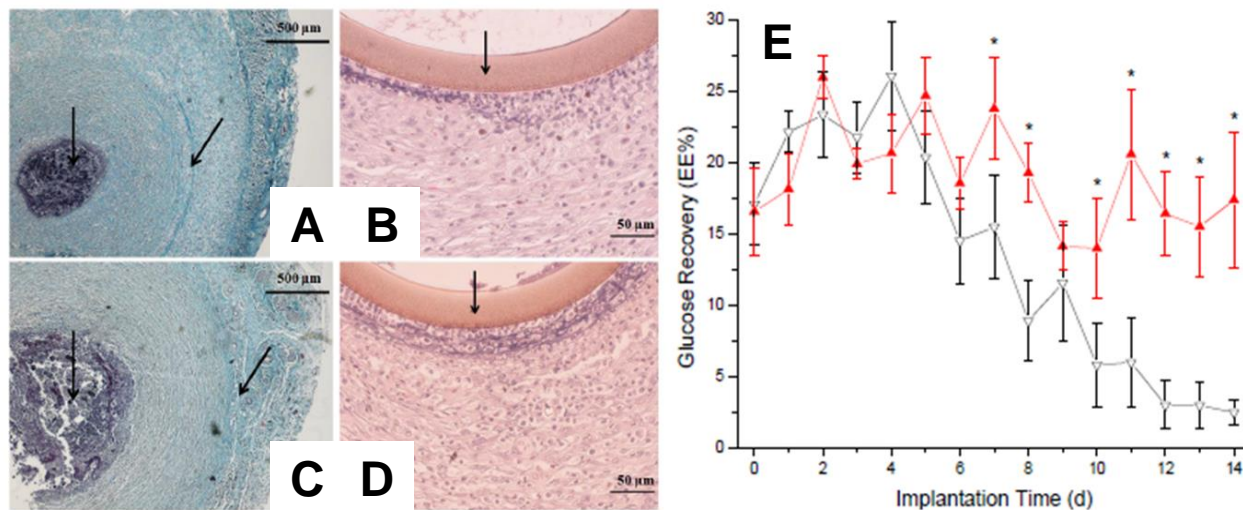 500 µm
A
B
50 µm
500 µm
C
D
50 µm
E
Glucose Recovery (EE%)
30
25
20
15
10
5
0
* * * * * * *
0 2 4 6 8 10 12 14
Implantation Time (d)